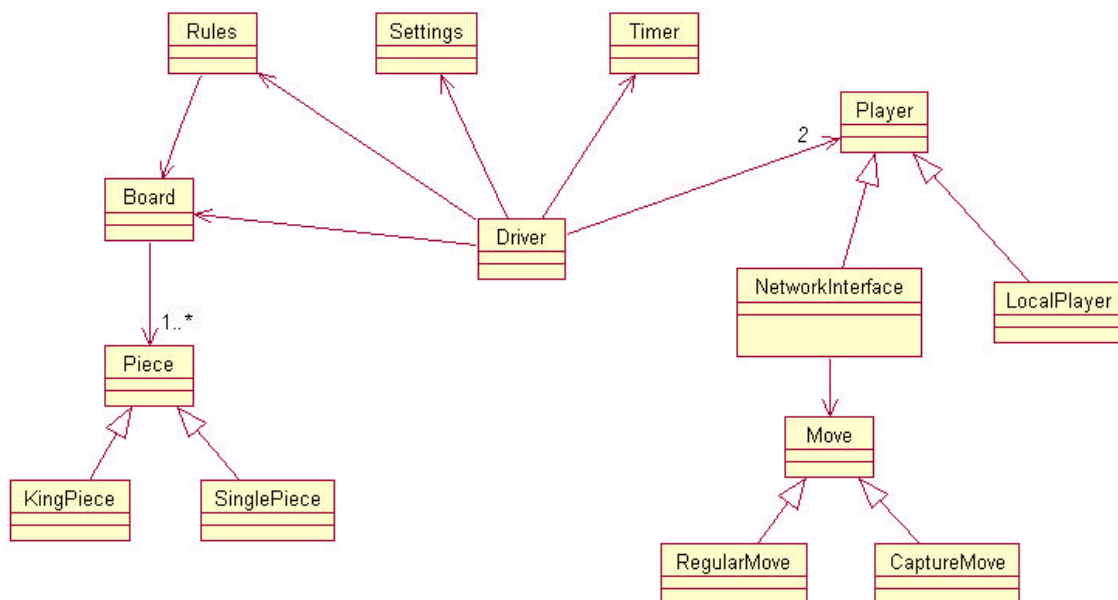 Rules
Settings
Timer
Player
2
Board
Driver
NetworkInterface
LocalPlayer
1..*
Piece
Move
KingPiece
SinglePiece
RegularMove
CaptureMove